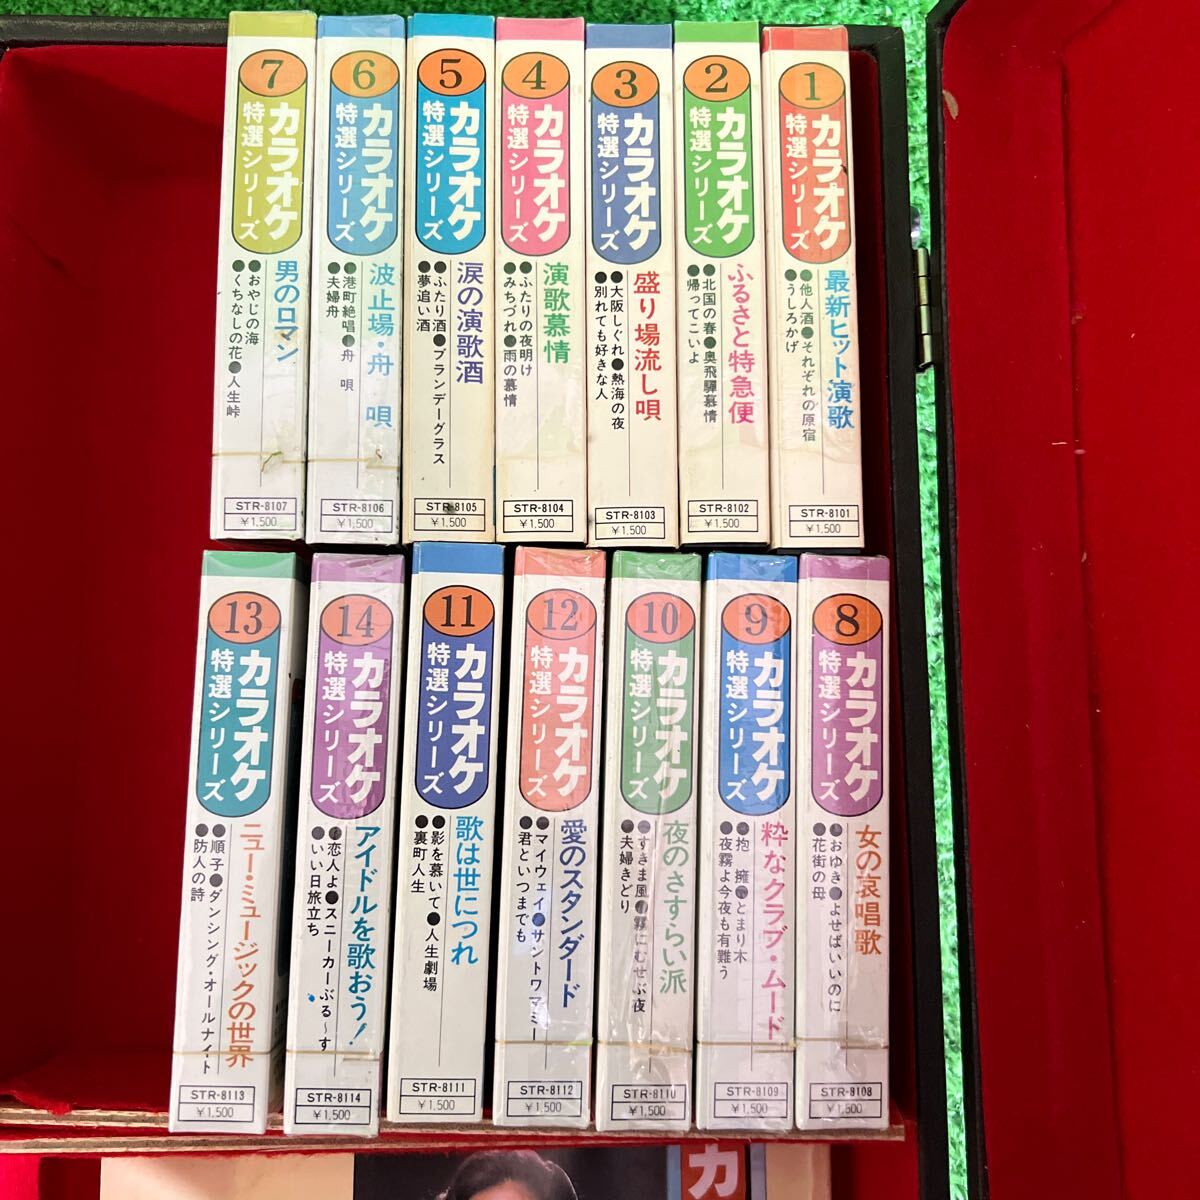 7
カラオケ
特選シリーズ
男のロマン
●おやじの海
●くちなしの花●人生峠
STR-8107
¥1,500
6
カラオケ
特選シリーズ
波止場・舟 唄
●港町絶唱●舟 唄
●夫婦舟
STR-8106
¥1,500
5
カラオケ
特選シリーズ
涙の演歌酒
●ふたり酒●ブランデーグラス
●夢追い酒
STR-8105
¥1,500
4
カラオケ
特選シリーズ
演歌慕情
●ふたりの夜明け
●みちづれ●雨の慕情
STR-8104
¥1,500
3
カラオケ
特選シリーズ
盛り場流し唄
●大阪しぐれ●熱海の夜
●別れても好きな人
STR-8103
¥1,500
2
カラオケ
特選シリーズ
ふるさと特急便
●北国の春●奥飛騨慕情
●帰ってこいよ
STR-8102
¥1,500
1
カラオケ
特選シリーズ
最新ヒット演歌
●他人酒●それぞれの原宿
●うしろかげ
STR-8101
¥1,500
13
カラオケ
特選シリーズ
ニュー・ミュージックの世界
●順子●ダンシング・オールナイト
●防人の詩
STR-8113
¥1,500
14
カラオケ
特選シリーズ
アイドルを歌おう!
●恋人よ●スニーカーぶる〜す
●いい日旅立ち
STR-8114
¥1,500
11
カラオケ
特選シリーズ
歌は世につれ
●影を慕いて●人生劇場
●裏町人生
STR-8111
¥1,500
12
カラオケ
特選シリーズ
愛のスタンダード
●マイウェイ●サントワマミー
●君といつまでも
STR-8112
¥1,500
10
カラオケ
特選シリーズ
夜のさすらい派
●すきま風●霧にむせぶ夜
●夫婦きどり
STR-8110
¥1,500
9
カラオケ
特選シリーズ
粋なクラブ・ムード
●抱 擁●とまり木
●夜霧よ今夜も有難う
STR-8109
¥1,500
8
カラオケ
特選シリーズ
女の哀唱歌
●おゆき●よせばいいのに
●花街の母
STR-8108
¥1,500
カ